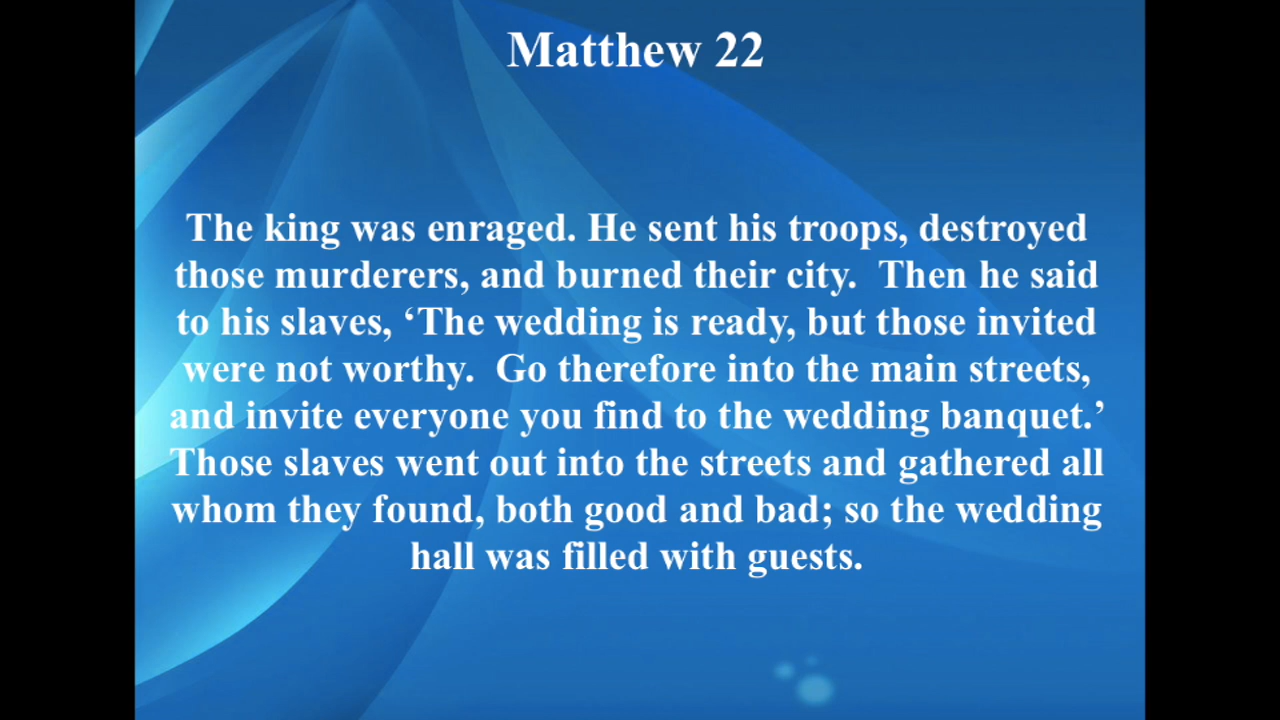 Matthew 22
The king was enraged. He sent his troops, destroyed
those murderers, and burned their city.  Then he said
to his slaves, ‘The wedding is ready, but those invited
were not worthy.  Go therefore into the main streets,
and invite everyone you find to the wedding banquet.’
Those slaves went out into the streets and gathered all
whom they found, both good and bad; so the wedding
hall was filled with guests.